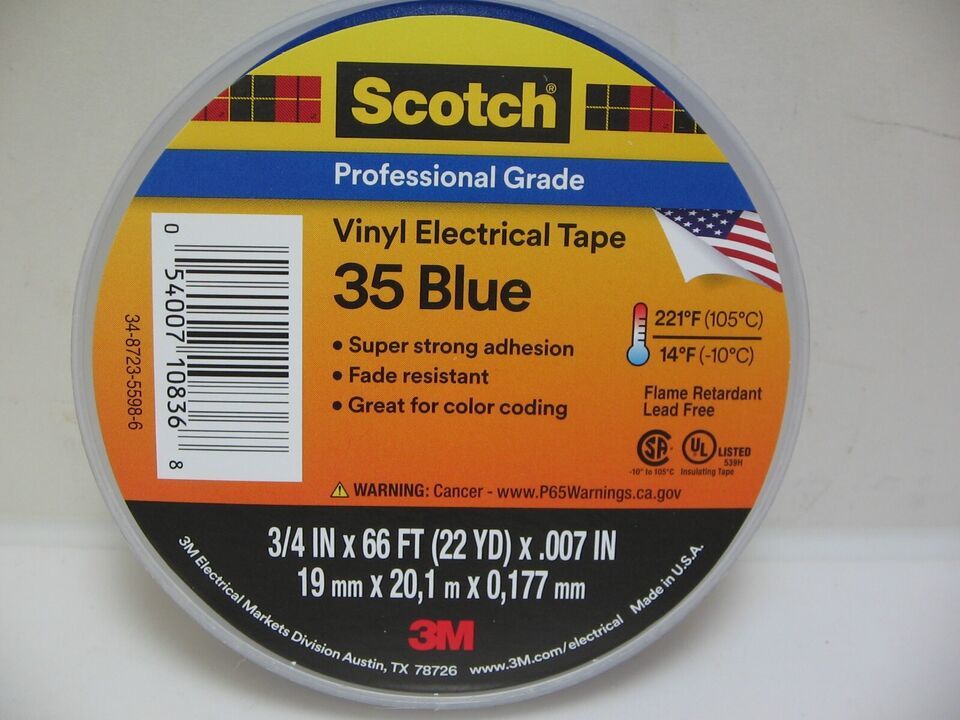 Scotch®
Professional Grade
Vinyl Electrical Tape
35 Blue
• Super strong adhesion
• Fade resistant
• Great for color coding
221°F (105°C)
14°F (-10°C)
Flame Retardant
Lead Free
SA
-10° to 105°C
UL LISTED
539H
Insulating Tape
0 54007 10836 8
34-8723-5598-6
⚠ WARNING: Cancer - www.P65Warnings.ca.gov
3/4 IN x 66 FT (22 YD) x .007 IN
19 mm x 20,1 m x 0,177 mm
3M
3M Electrical Markets Division Austin, TX 78726 www.3M.com/electrical Made in U.S.A.